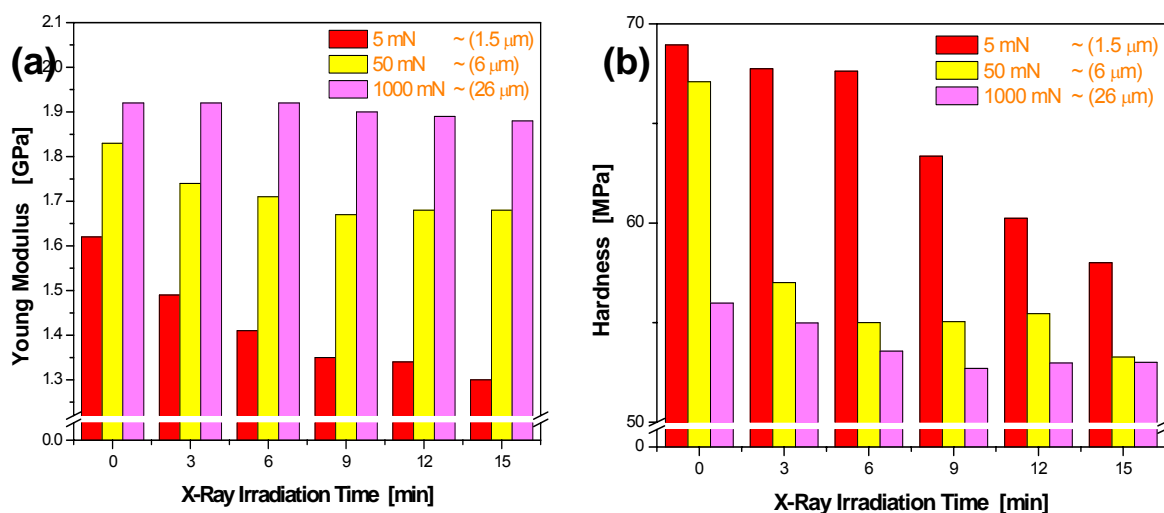 (a)
5 mN ~ (1.5 μm)
50 mN ~ (6 μm)
1000 mN ~ (26 μm)
2.1
2.0
1.9
1.8
1.7
1.6
1.5
1.4
1.3
0.0
Young Modulus [GPa]
0 3 6 9 12 15
X-Ray Irradiation Time [min]
(b)
5 mN ~ (1.5 μm)
50 mN ~ (6 μm)
1000 mN ~ (26 μm)
70
60
50
0
Hardness [MPa]
0 3 6 9 12 15
X-Ray Irradiation Time [min]